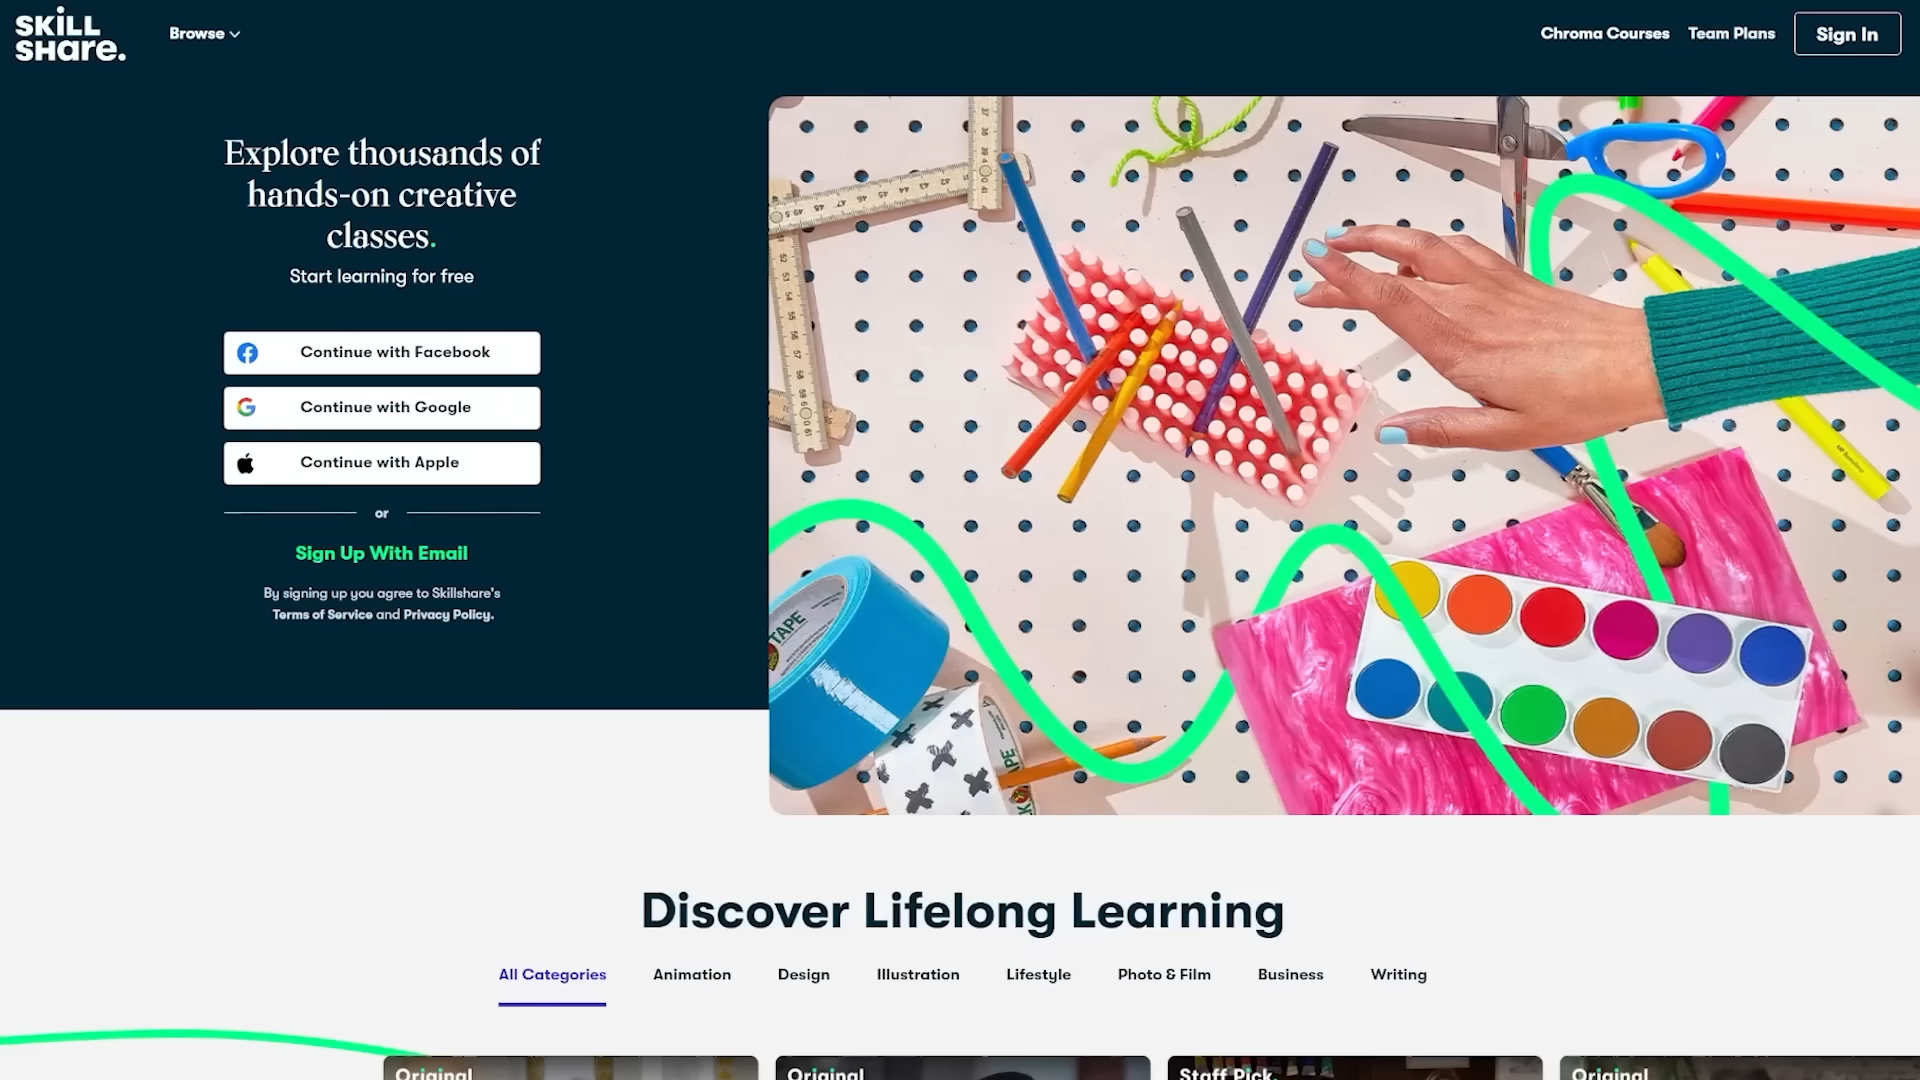 SKILL
SHare.
Browse
Chroma Courses
Team Plans
Sign In
Explore thousands of
hands-on creative
classes.
Start learning for free
Continue with Facebook
Continue with Google
Continue with Apple
or
Sign Up With Email
By signing up you agree to Skillshare's
Terms of Service and Privacy Policy.
TAPE
Discover Lifelong Learning
All Categories
Animation
Design
Illustration
Lifestyle
Photo & Film
Business
Writing
Original
Original
Staff Pick
Original